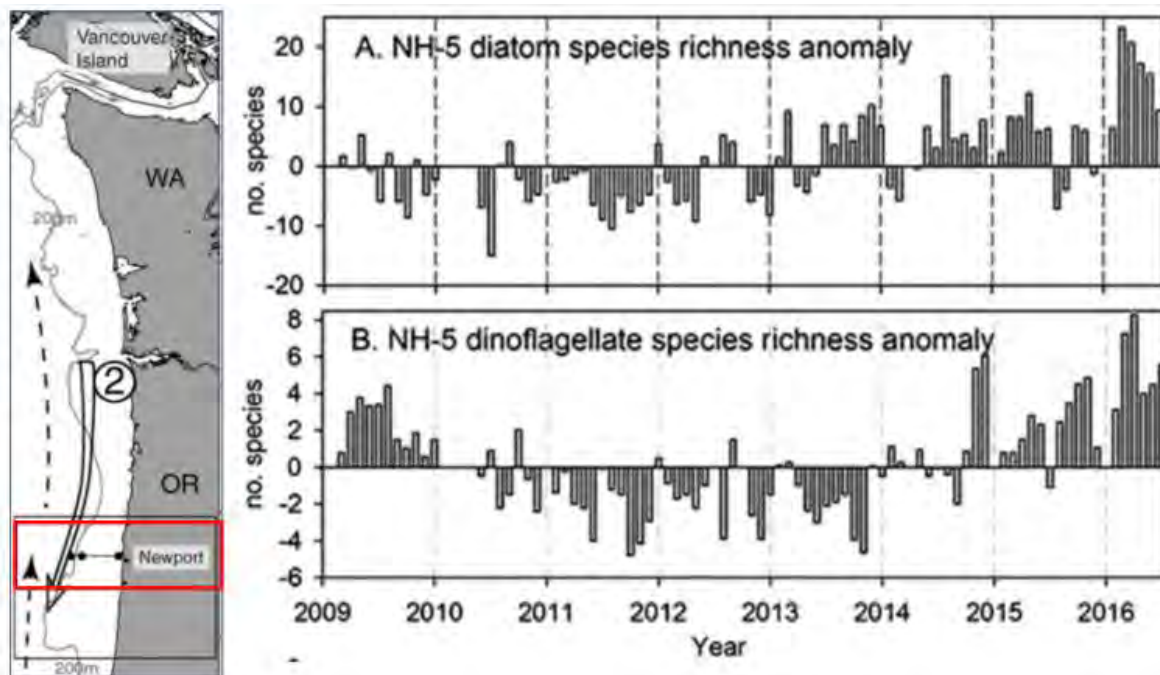 Vancouver
Island
WA
200m
2
OR
Newport
200m
A. NH-5 diatom species richness anomaly
no. species
20
10
0
-10
-20
B. NH-5 dinoflagellate species richness anomaly
no. species
8
6
4
2
0
-2
-4
-6
2009 2010 2011 2012 2013 2014 2015 2016
Year